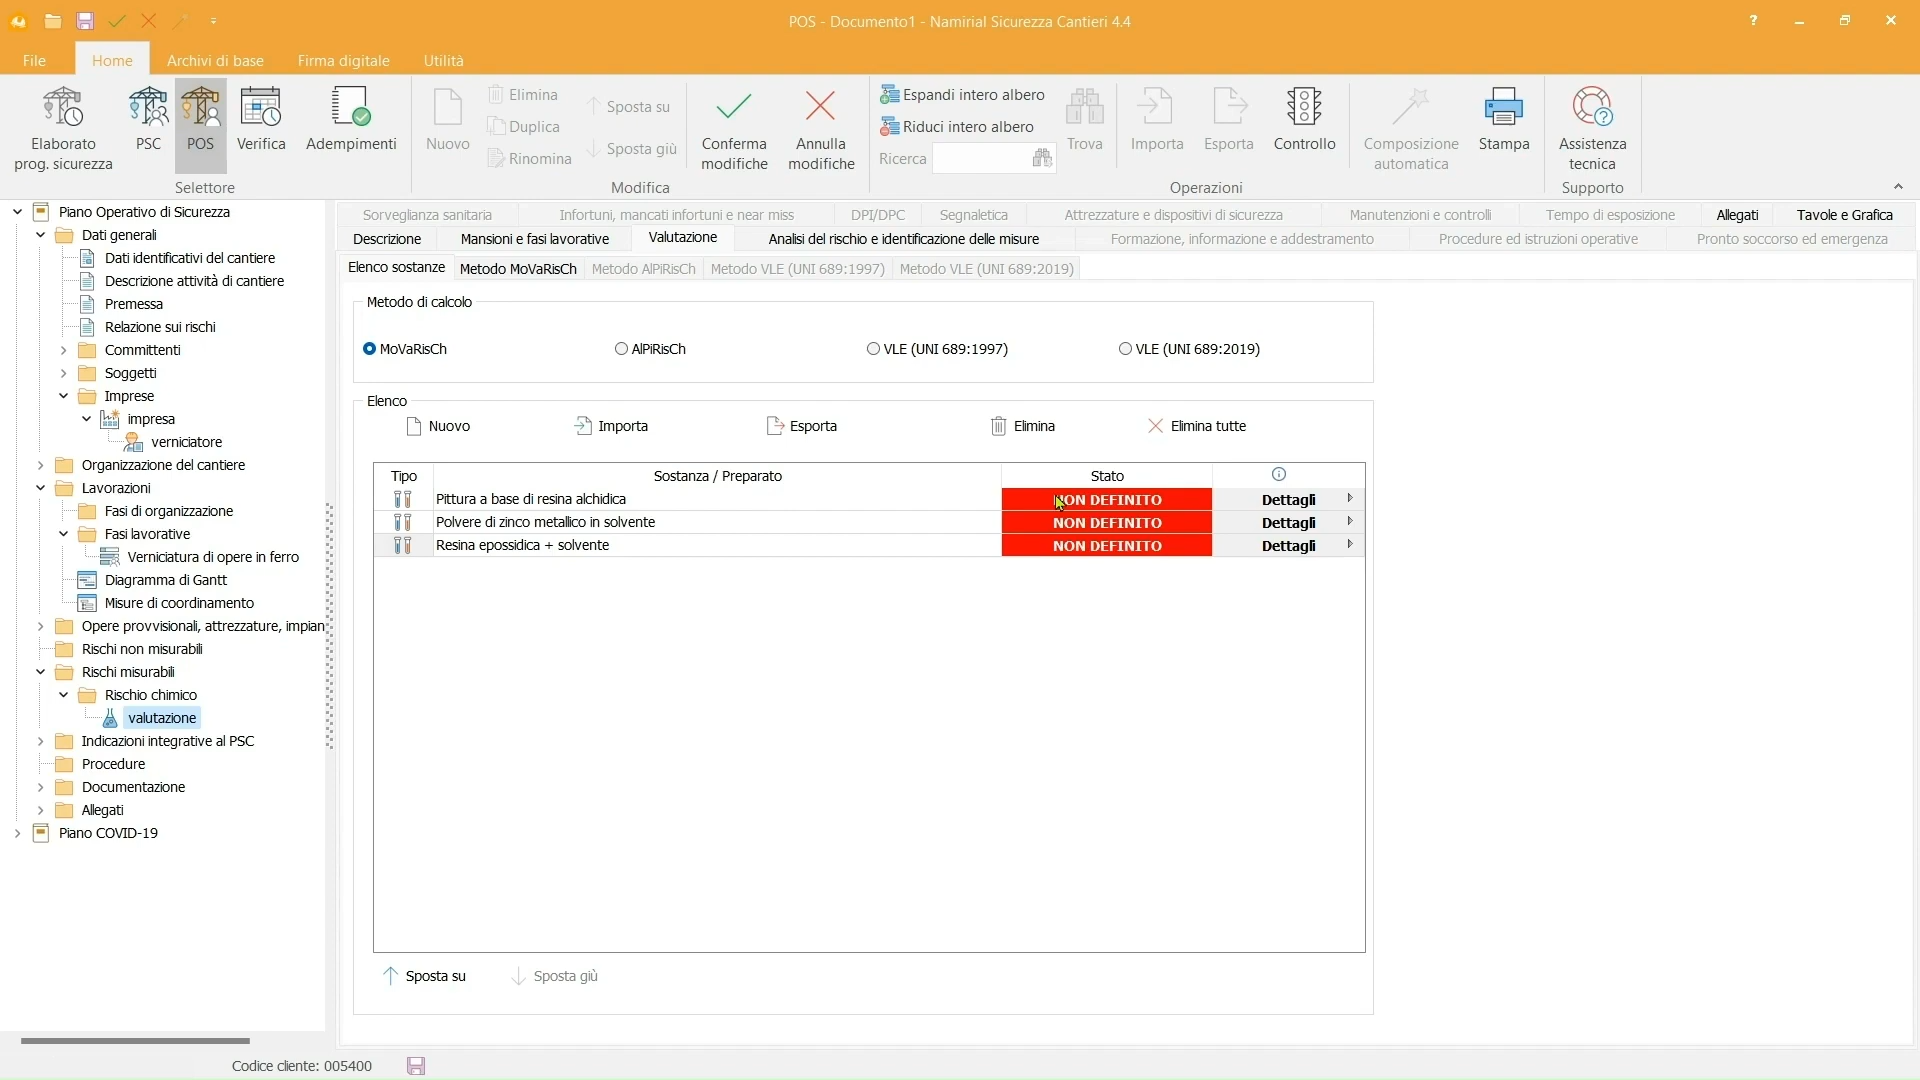 POS - Documento1 - Namirial Sicurezza Cantieri 4.4
?
File
Home
Archivi di base
Firma digitale
Utilità
Elaborato
prog. sicurezza
PSC
POS
Verifica
Adempimenti
Selettore
Nuovo
Elimina
Duplica
Rinomina
Sposta su
Sposta giù
Conferma
modifiche
Annulla
modifiche
Modifica
Espandi intero albero
Riduci intero albero
Ricerca
Trova
Importa
Esporta
Controllo
Composizione
automatica
Stampa
Operazioni
Assistenza
tecnica
Supporto
Piano Operativo di Sicurezza
Dati generali
Dati identificativi del cantiere
Descrizione attività di cantiere
Premessa
Relazione sui rischi
Committenti
Soggetti
Imprese
impresa
verniciatore
Organizzazione del cantiere
Lavorazioni
Fasi di organizzazione
Fasi lavorative
Verniciatura di opere in ferro
Diagramma di Gantt
Misure di coordinamento
Opere provvisionali, attrezzature, impian
Rischi non misurabili
Rischi misurabili
Rischio chimico
valutazione
Indicazioni integrative al PSC
Procedure
Documentazione
Allegati
Piano COVID-19
Sorveglianza sanitaria
Infortuni, mancati infortuni e near miss
DPI/DPC
Segnaletica
Attrezzature e dispositivi di sicurezza
Manutenzioni e controlli
Tempo di esposizione
Allegati
Tavole e Grafica
Descrizione
Mansioni e fasi lavorative
Valutazione
Analisi del rischio e identificazione delle misure
Formazione, informazione e addestramento
Procedure ed istruzioni operative
Pronto soccorso ed emergenza
Elenco sostanze
Metodo MoVaRisCh
Metodo AlPiRisCh
Metodo VLE (UNI 689:1997)
Metodo VLE (UNI 689:2019)
Metodo di calcolo
MoVaRisCh
AlPiRisCh
VLE (UNI 689:1997)
VLE (UNI 689:2019)
Elenco
Nuovo
Importa
Esporta
Elimina
Elimina tutte
Tipo
Sostanza / Preparato
Stato
Pittura a base di resina alchidica
NON DEFINITO
Dettagli
Polvere di zinco metallico in solvente
NON DEFINITO
Dettagli
Resina epossidica + solvente
NON DEFINITO
Dettagli
Sposta su
Sposta giù
Codice cliente: 005400